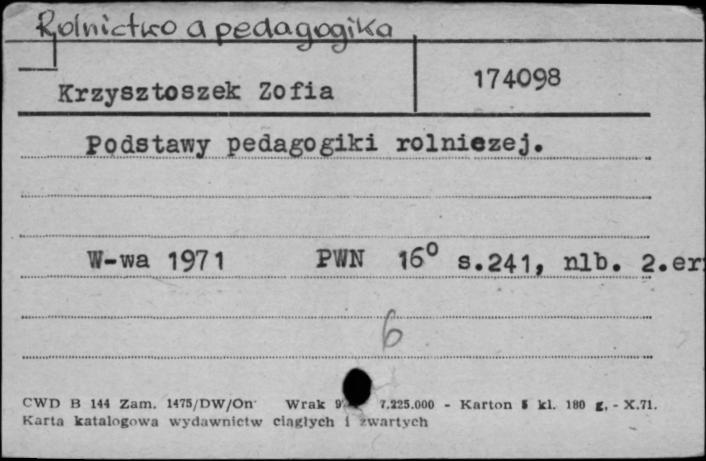 Rolnictwo a pedagogika
Krzysztoszek Zofia
174098
Podstawy pedagogiki rolniczej.
W-wa 1971 PWN 16° s.241, nlb. 2.er
6
CWD B 144 Zam. 1475/DW/On Wrak 7.225.000 - Karton kl. 180 g, - X.71.
Karta katalogowa wydawnictw ciągłych i zwartych